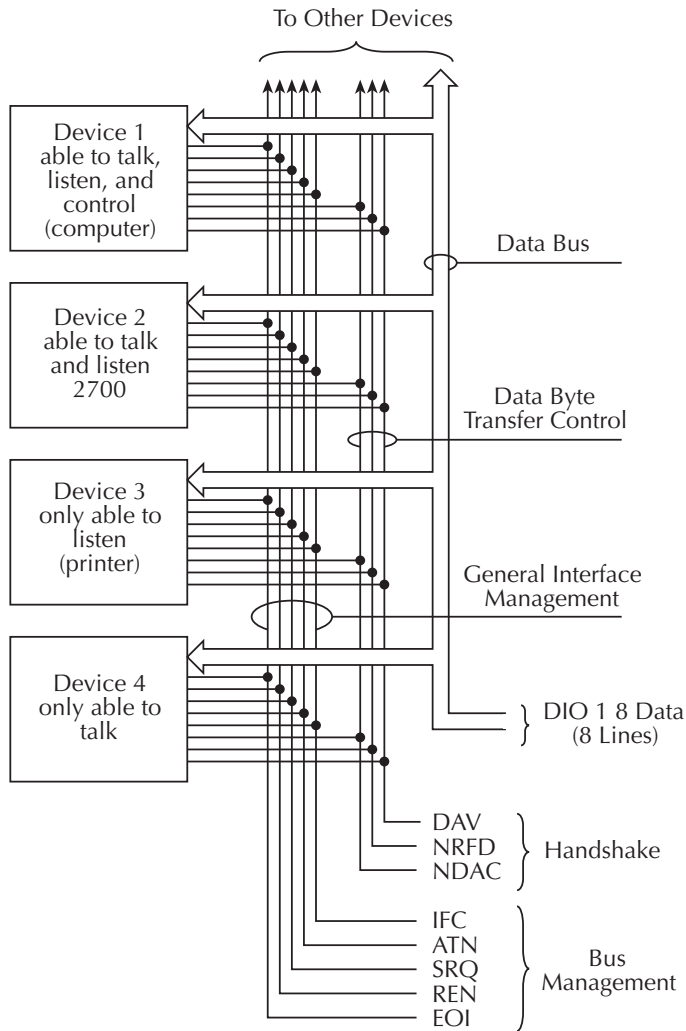 To Other Devices
Device 1
able to talk,
listen, and
control
(computer)
Data Bus
Device 2
able to talk
and listen
2700
Data Byte
Transfer Control
Device 3
only able to
listen
(printer)
General Interface
Management
Device 4
only able to
talk
DIO 1 8 Data
(8 Lines)
DAV
NRFD
NDAC
Handshake
IFC
ATN
SRQ
REN
EOI
Bus
Management